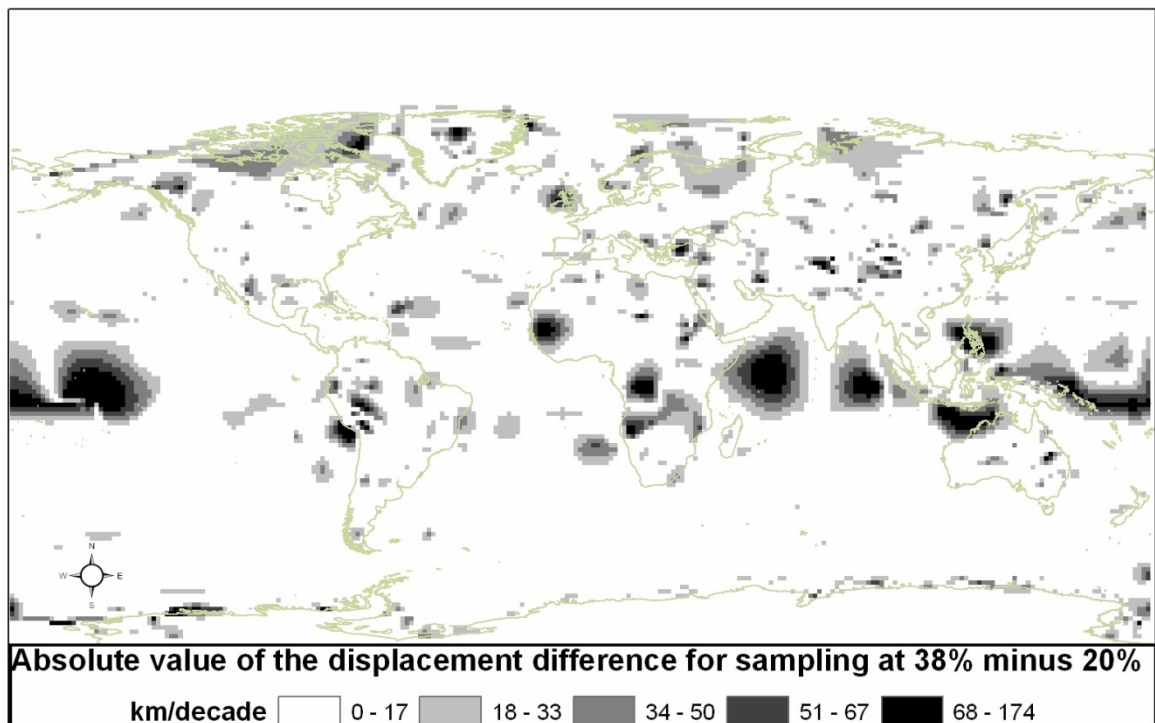 N
W E
S
Absolute value of the displacement difference for sampling at 38% minus 20%
km/decade 0 - 17 18 - 33 34 - 50 51 - 67 68 - 174